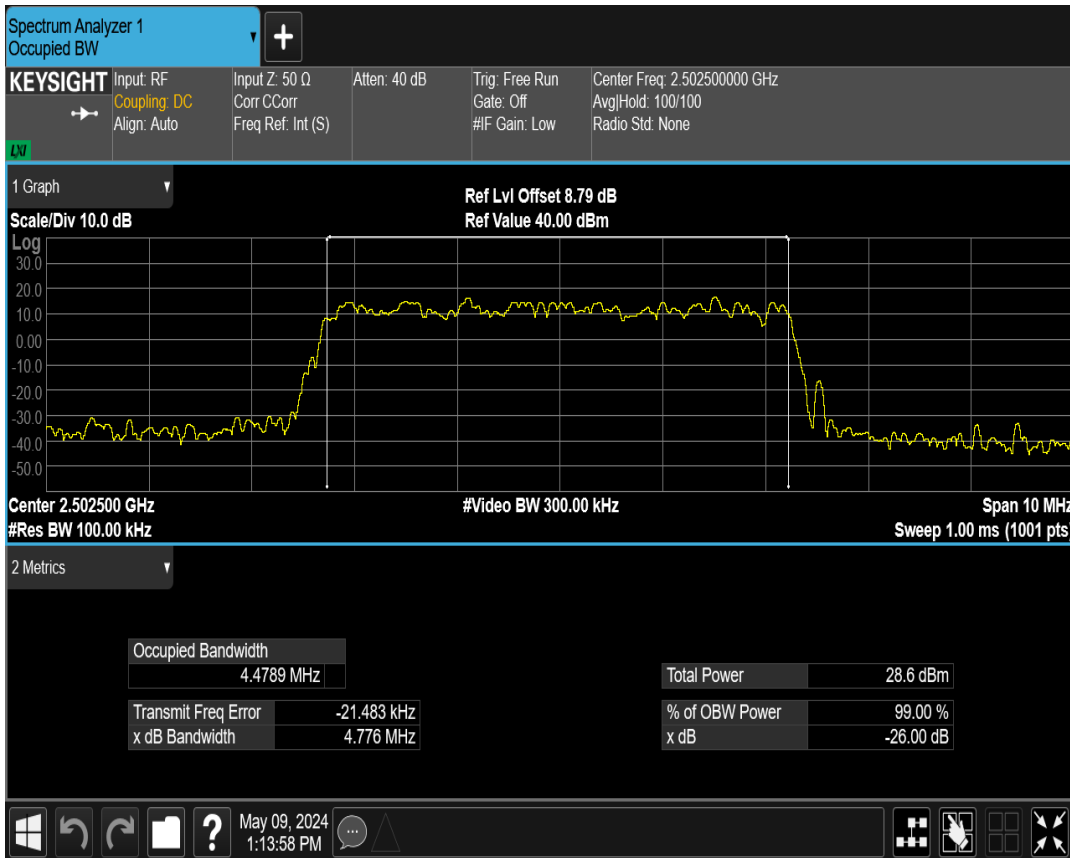 Spectrum Analyzer 1
Occupied BW
+
KEYSIGHT
LXI
Input: RF
Coupling: DC
Align: Auto
Input Z: 50 Ω
Corr CCorr
Freq Ref: Int (S)
Atten: 40 dB
Trig: Free Run
Gate: Off
#IF Gain: Low
Center Freq: 2.502500000 GHz
Avg|Hold: 100/100
Radio Std: None
1 Graph
Ref Lvl Offset 8.79 dB
Scale/Div 10.0 dB
Ref Value 40.00 dBm
Log
30.0
20.0
10.0
0.00
-10.0
-20.0
-30.0
-40.0
-50.0
Center 2.502500 GHz
#Video BW 300.00 kHz
Span 10 MHz
#Res BW 100.00 kHz
Sweep 1.00 ms (1001 pts)
2 Metrics
Occupied Bandwidth
4.4789 MHz
Total Power 28.6 dBm
Transmit Freq Error -21.483 kHz
% of OBW Power 99.00 %
x dB Bandwidth 4.776 MHz
x dB -26.00 dB
?
May 09, 2024
1:13:58 PM